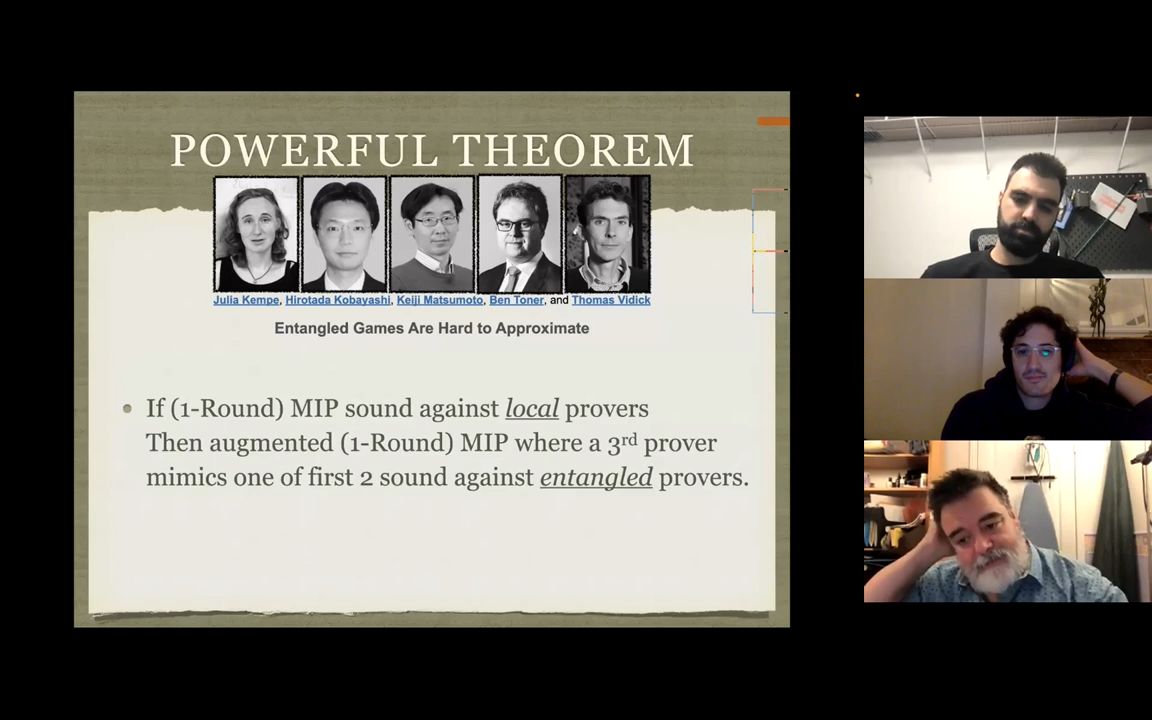 POWERFUL THEOREM
Julia Kempe, Hirotada Kobayashi, Keiji Matsumoto, Ben Toner, and Thomas Vidick
Entangled Games Are Hard to Approximate
• If (1-Round) MIP sound against local provers
Then augmented (1-Round) MIP where a 3rd prover
mimics one of first 2 sound against entangled provers.